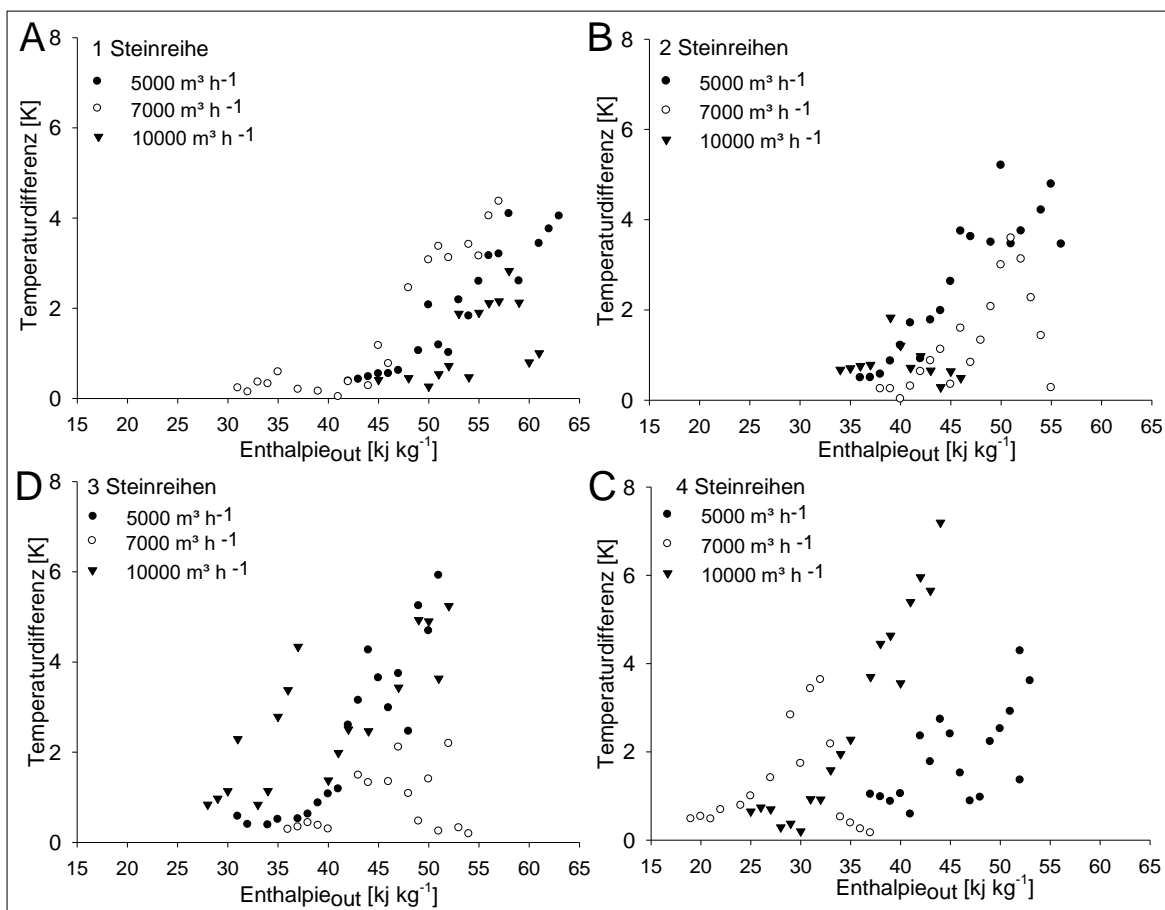 A
1 Steinreihe
5000 m³ h-1
7000 m³ h -1
10000 m³ h -1
Temperaturdifferenz [K]
8
6
4
2
0
15 20 25 30 35 40 45 50 55 60 65
Enthalpieout [kj kg-1]
B
2 Steinreihen
5000 m³ h-1
7000 m³ h -1
10000 m³ h -1
Temperaturdifferenz [K]
8
6
4
2
0
15 20 25 30 35 40 45 50 55 60 65
Enthalpieout [kj kg-1]
D
3 Steinreihen
5000 m³ h-1
7000 m³ h -1
10000 m³ h -1
Temperaturdifferenz [K]
8
6
4
2
0
15 20 25 30 35 40 45 50 55 60 65
Enthalpieout [kj kg-1]
C
4 Steinreihen
5000 m³ h-1
7000 m³ h -1
10000 m³ h -1
Temperaturdifferenz [K]
8
6
4
2
0
15 20 25 30 35 40 45 50 55 60 65
Enthalpieout [kj kg-1]